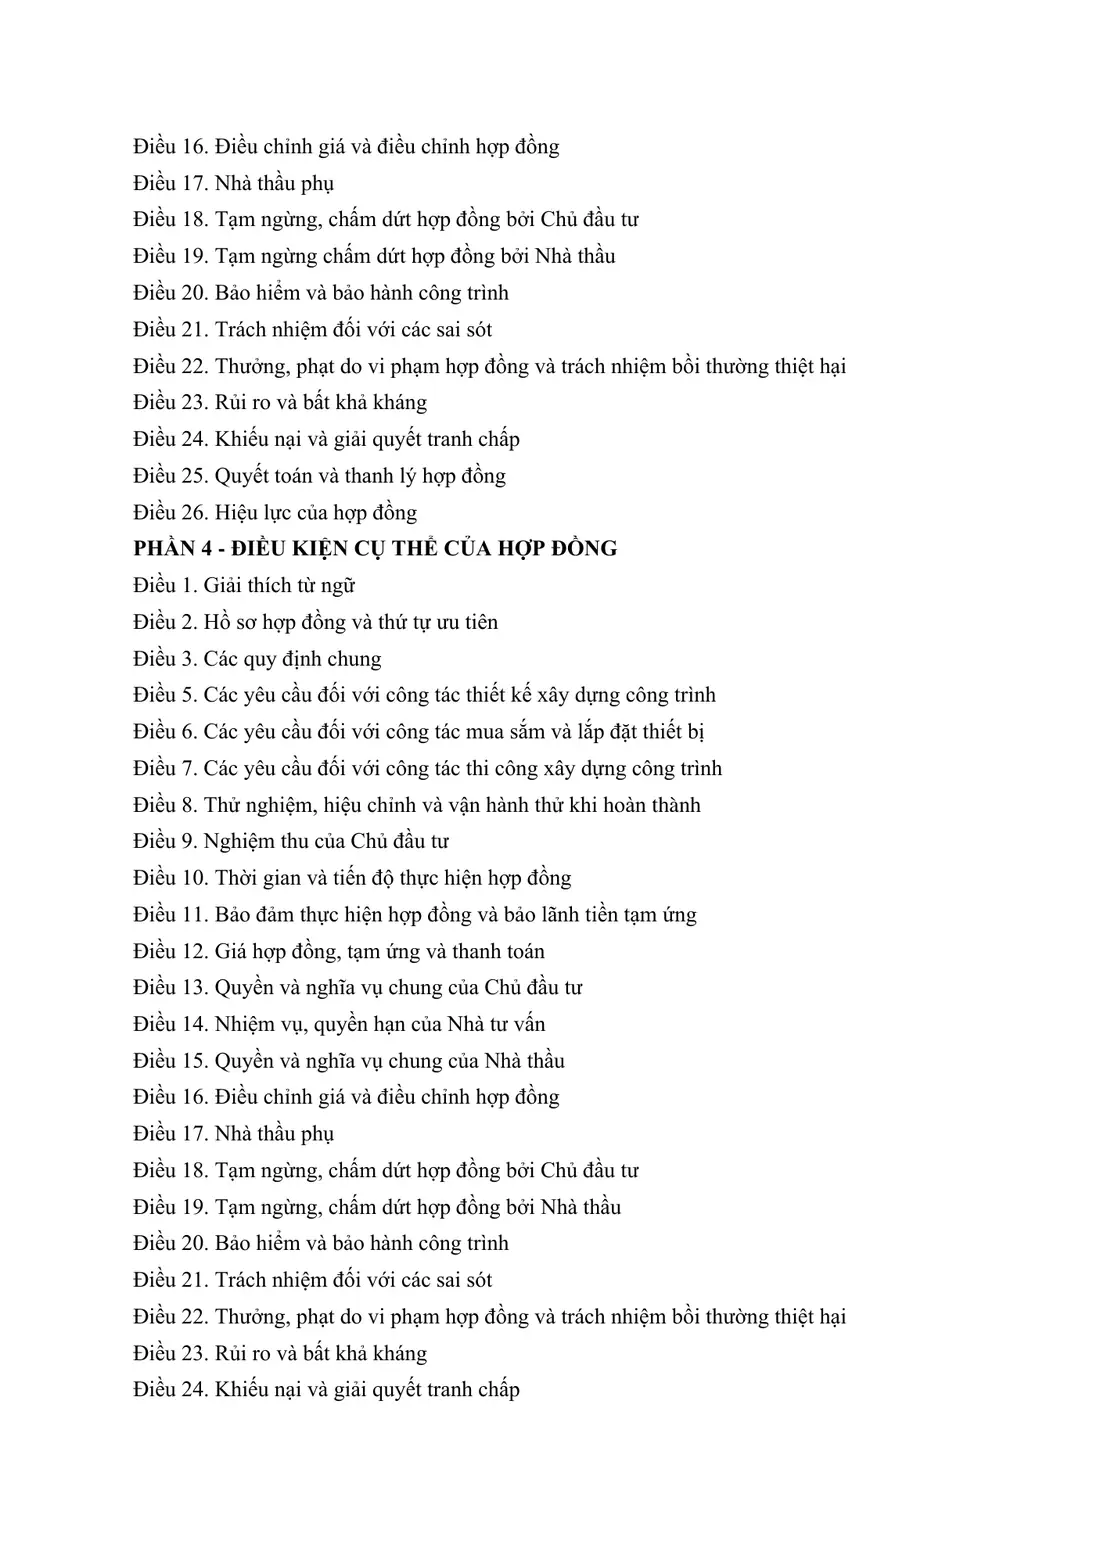 Điều 16. Điều chỉnh giá và điều chỉnh hợp đồng
Điều 17. Nhà thầu phụ
Điều 18. Tạm ngừng, chấm dứt hợp đồng bởi Chủ đầu tư
Điều 19. Tạm ngừng chấm dứt hợp đồng bởi Nhà thầu
Điều 20. Bảo hiểm và bảo hành công trình
Điều 21. Trách nhiệm đối với các sai sót
Điều 22. Thưởng, phạt do vi phạm hợp đồng và trách nhiệm bồi thường thiệt hại
Điều 23. Rủi ro và bất khả kháng
Điều 24. Khiếu nại và giải quyết tranh chấp
Điều 25. Quyết toán và thanh lý hợp đồng
Điều 26. Hiệu lực của hợp đồng
PHẦN 4 - ĐIỀU KIỆN CỤ THỂ CỦA HỢP ĐỒNG
Điều 1. Giải thích từ ngữ
Điều 2. Hồ sơ hợp đồng và thứ tự ưu tiên
Điều 3. Các quy định chung
Điều 5. Các yêu cầu đối với công tác thiết kế xây dựng công trình
Điều 6. Các yêu cầu đối với công tác mua sắm và lắp đặt thiết bị
Điều 7. Các yêu cầu đối với công tác thi công xây dựng công trình
Điều 8. Thử nghiệm, hiệu chỉnh và vận hành thử khi hoàn thành
Điều 9. Nghiệm thu của Chủ đầu tư
Điều 10. Thời gian và tiến độ thực hiện hợp đồng
Điều 11. Bảo đảm thực hiện hợp đồng và bảo lãnh tiền tạm ứng
Điều 12. Giá hợp đồng, tạm ứng và thanh toán
Điều 13. Quyền và nghĩa vụ chung của Chủ đầu tư
Điều 14. Nhiệm vụ, quyền hạn của Nhà tư vấn
Điều 15. Quyền và nghĩa vụ chung của Nhà thầu
Điều 16. Điều chỉnh giá và điều chỉnh hợp đồng
Điều 17. Nhà thầu phụ
Điều 18. Tạm ngừng, chấm dứt hợp đồng bởi Chủ đầu tư
Điều 19. Tạm ngừng, chấm dứt hợp đồng bởi Nhà thầu
Điều 20. Bảo hiểm và bảo hành công trình
Điều 21. Trách nhiệm đối với các sai sót
Điều 22. Thưởng, phạt do vi phạm hợp đồng và trách nhiệm bồi thường thiệt hại
Điều 23. Rủi ro và bất khả kháng
Điều 24. Khiếu nại và giải quyết tranh chấp